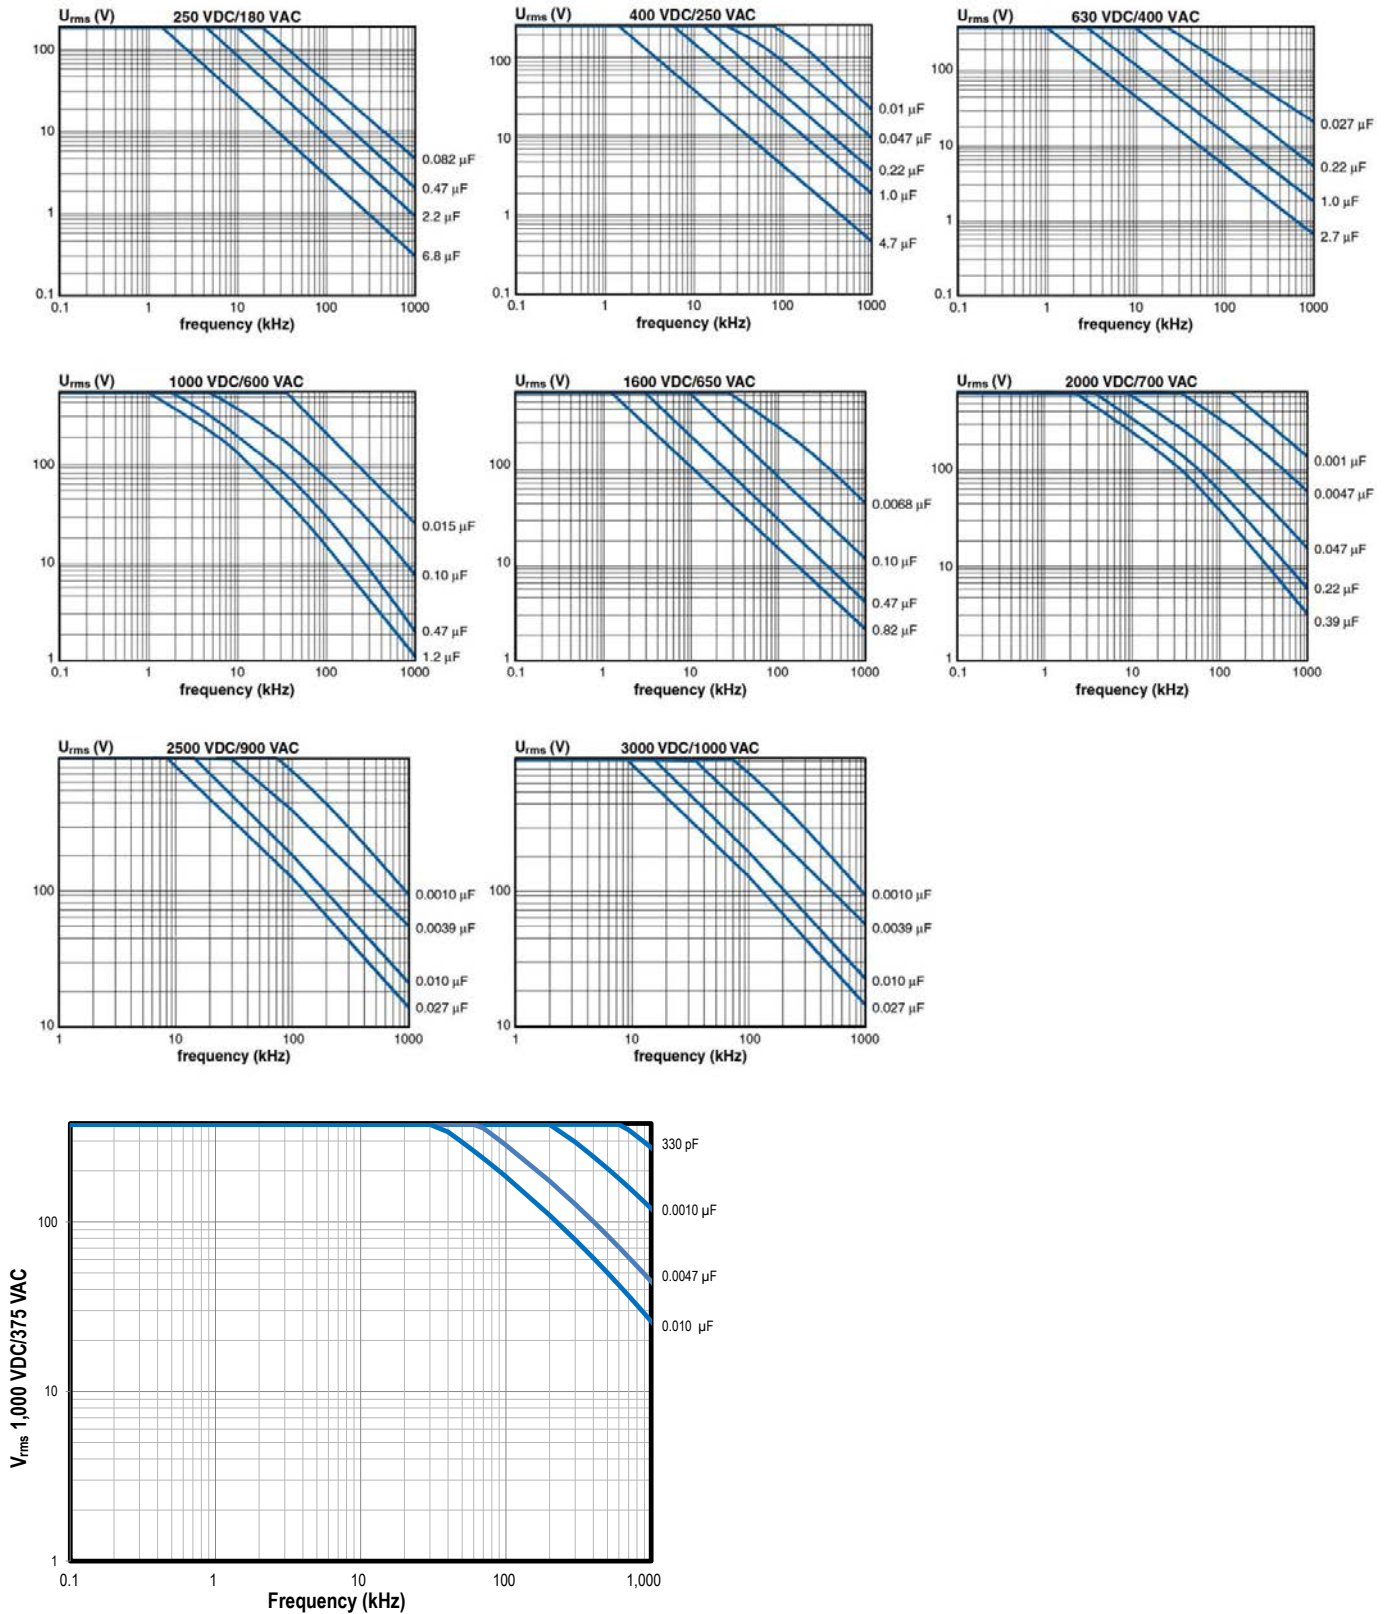 Urms (V) 250 VDC/180 VAC
100
10
1
0.1
0.1 1 10 100 1000
frequency (kHz)
0.082 µF
0.47 µF
2.2 µF
6.8 µF
Urms (V) 400 VDC/250 VAC
100
10
1
0.1
0.1 1 10 100 1000
frequency (kHz)
0.01 µF
0.047 µF
0.22 µF
1.0 µF
4.7 µF
Urms (V) 630 VDC/400 VAC
100
10
1
0.1
0.1 1 10 100 1000
frequency (kHz)
0.027 µF
0.22 µF
1.0 µF
2.7 µF
Urms (V) 1000 VDC/600 VAC
100
10
1
0.1 1 10 100 1000
frequency (kHz)
0.015 µF
0.10 µF
0.47 µF
1.2 µF
Urms (V) 1600 VDC/650 VAC
100
10
1
0.1 1 10 100 1000
frequency (kHz)
0.0068 µF
0.10 µF
0.47 µF
0.82 µF
Urms (V) 2000 VDC/700 VAC
100
10
1
0.1 1 10 100 1000
frequency (kHz)
0.001 µF
0.0047 µF
0.047 µF
0.22 µF
0.39 µF
Urms (V) 2500 VDC/900 VAC
100
10
1 10 100 1000
frequency (kHz)
0.0010 µF
0.0039 µF
0.010 µF
0.027 µF
Urms (V) 3000 VDC/1000 VAC
100
10
1 10 100 1000
frequency (kHz)
0.0010 µF
0.0039 µF
0.010 µF
0.027 µF
Vrms 1,000 VDC/375 VAC
100
10
1
0.1 1 10 100 1,000
Frequency (kHz)
330 pF
0.0010 µF
0.0047 µF
0.010 µF